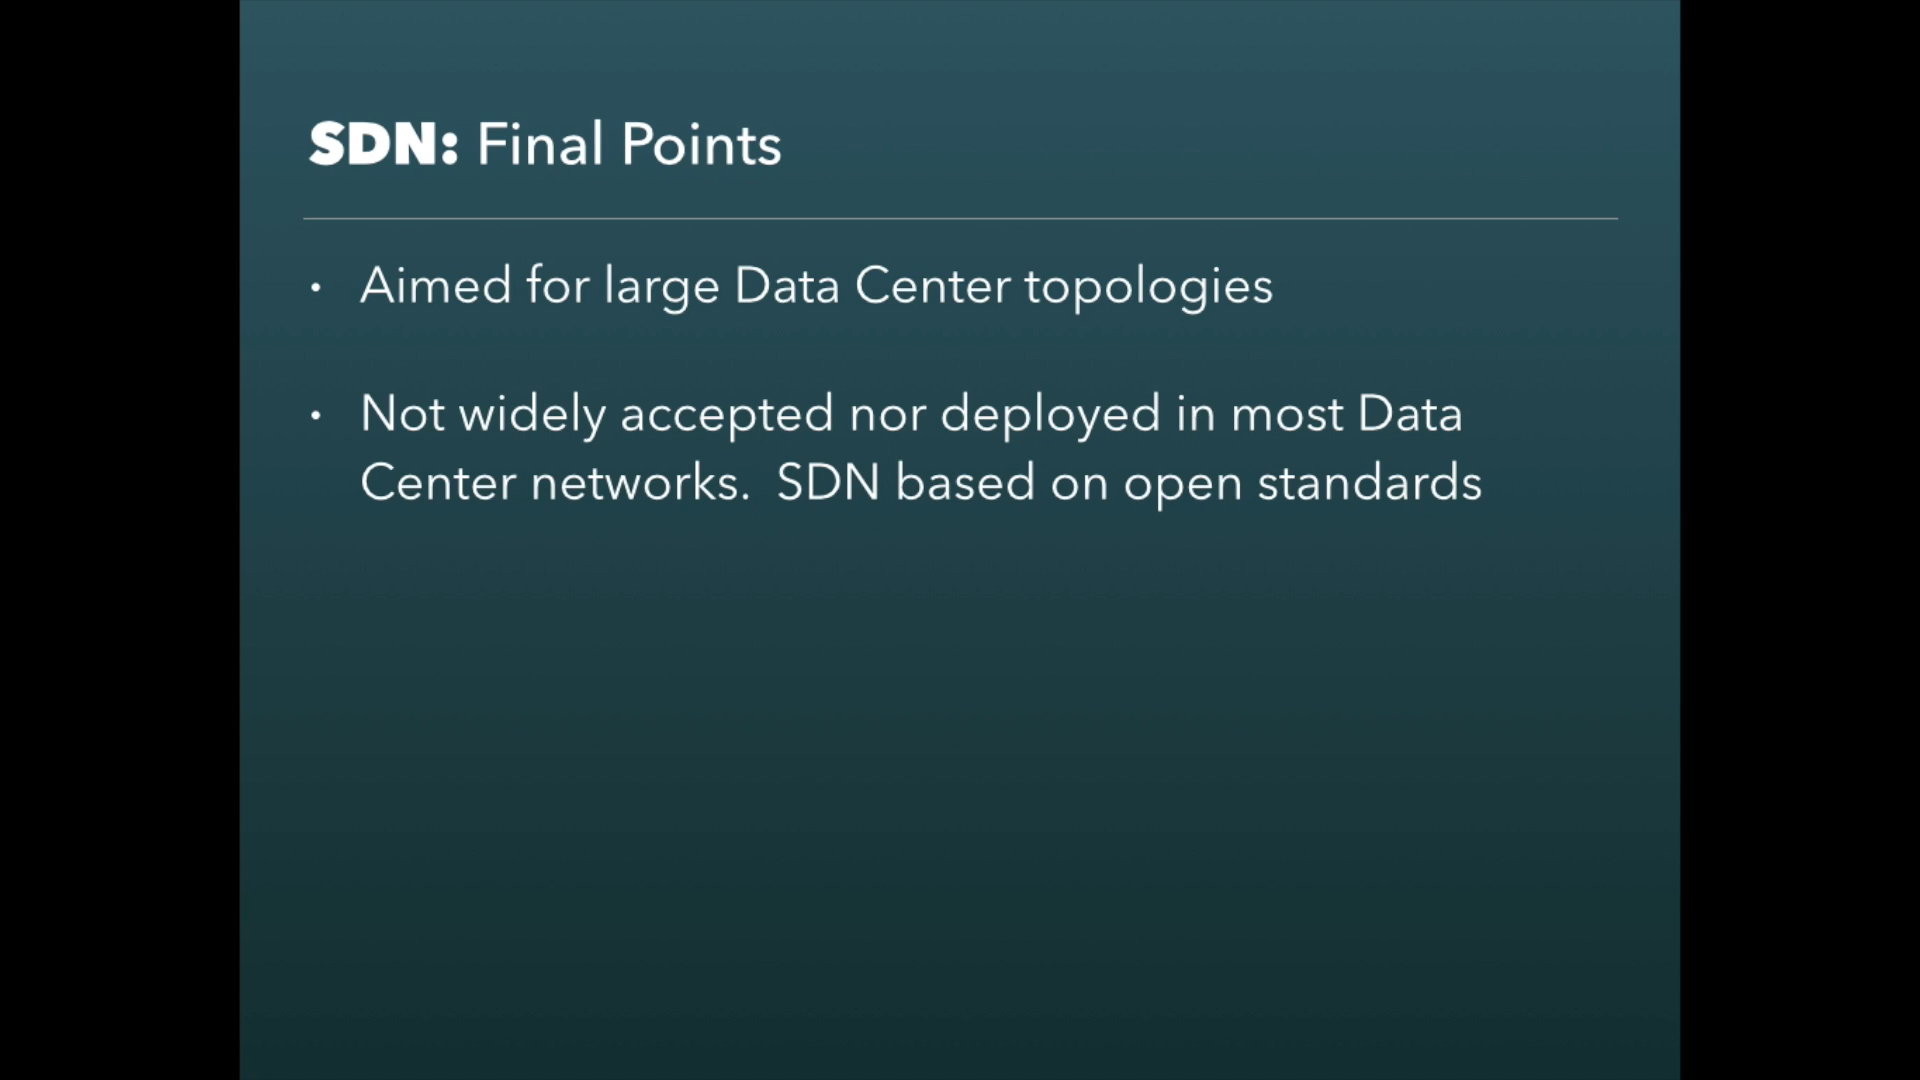 SDN: Final Points
• Aimed for large Data Center topologies
• Not widely accepted nor deployed in most Data
Center networks.  SDN based on open standards